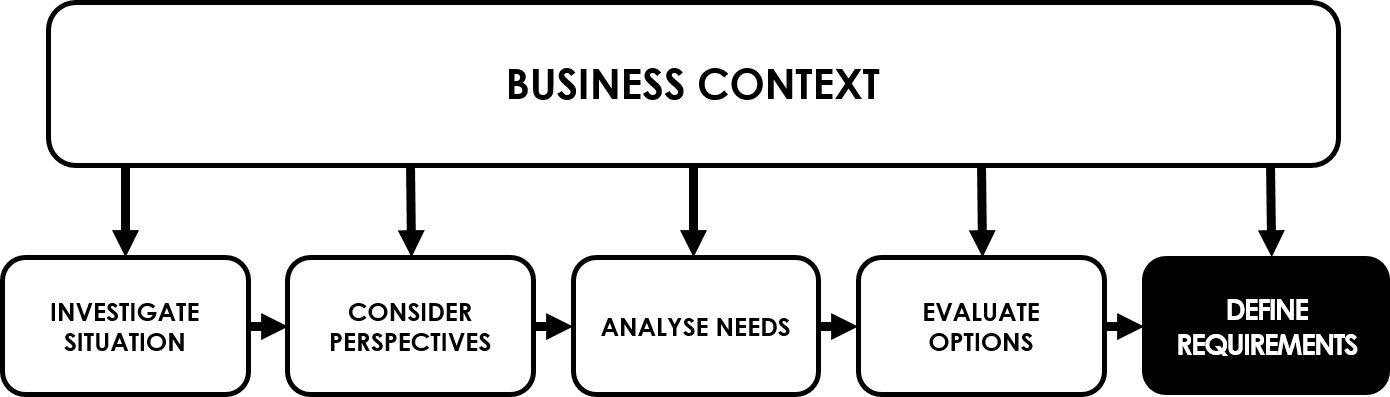 BUSINESS CONTEXT
INVESTIGATE
SITUATION
CONSIDER
PERSPECTIVES
ANALYSE NEEDS
EVALUATE
OPTIONS
DEFINE
REQUIREMENTS